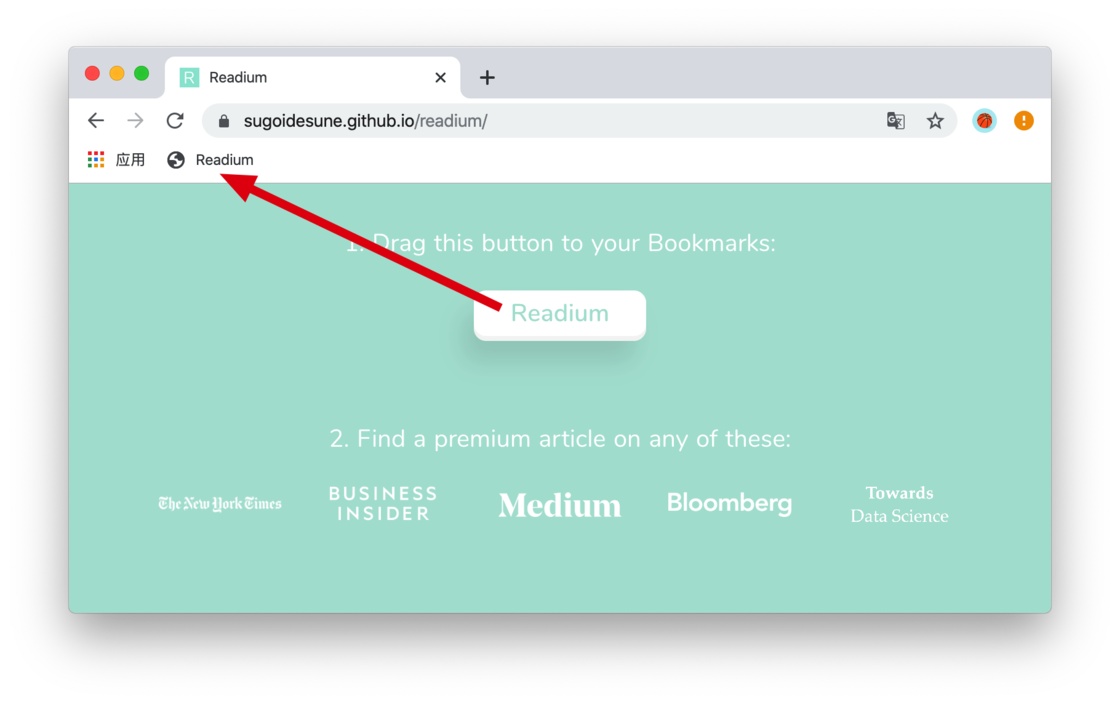 Readium
sugoidesune.github.io/readium/
应用 Readium
1. Drag this button to your Bookmarks:
Readium
2. Find a premium article on any of these:
The New York Times
BUSINESS
INSIDER
Medium
Bloomberg
Towards
Data Science